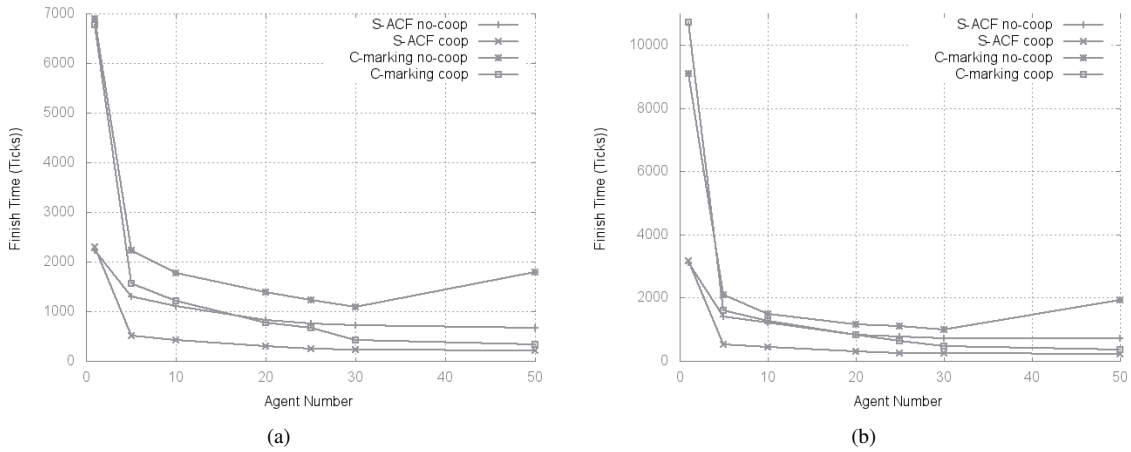 7000
6000
5000
4000
3000
2000
1000
0
0 10 20 30 40 50
Finish Time (Ticks))
Agent Number
S-ACF no-coop
S-ACF coop
C-marking no-coop
C-marking coop
(a)
10000
8000
6000
4000
2000
0
0 10 20 30 40 50
Finish Time (Ticks))
Agent Number
S-ACF no-coop
S-ACF coop
C-marking no-coop
C-marking coop
(b)